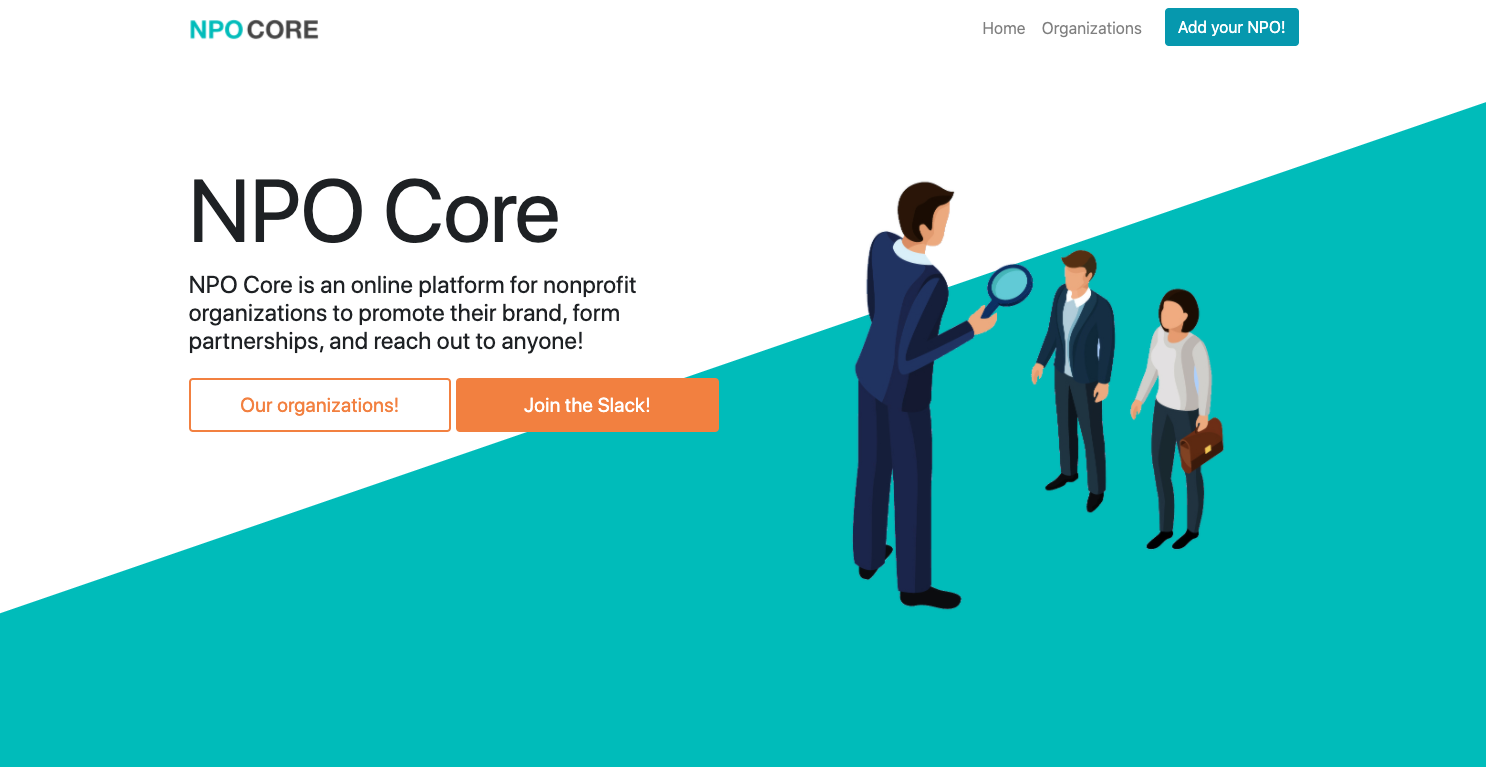 NPO CORE
Home
Organizations
Add your NPO!
NPO Core
NPO Core is an online platform for nonprofit
organizations to promote their brand, form
partnerships, and reach out to anyone!
Our organizations!
Join the Slack!